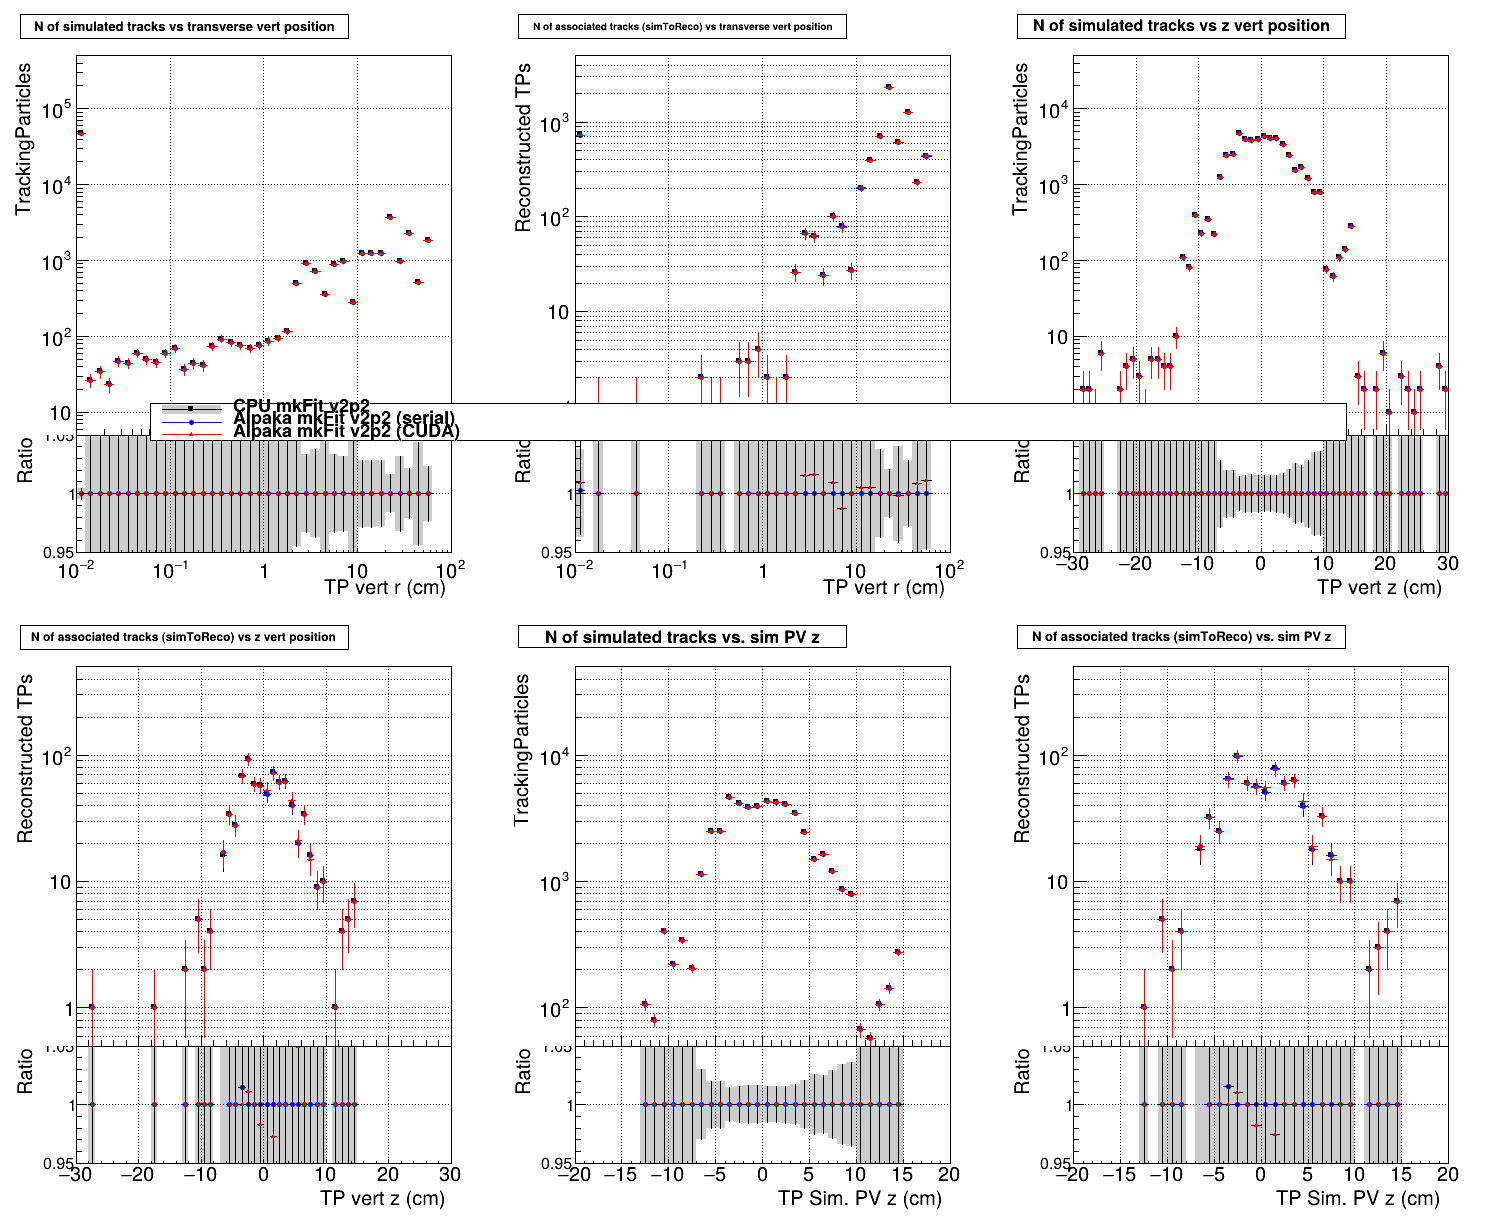 N of simulated tracks vs transverse vert position
TrackingParticles
10^5
10^4
10^3
10^2
10
Ratio
1
0.95
10^-2 10^-1 1 10 10^2
TP vert r (cm)
N of associated tracks (simToReco) vs transverse vert position
Reconstructed TPs
10^3
10^2
10
Ratio
1
0.95
10^-2 10^-1 1 10 10^2
TP vert r (cm)
N of simulated tracks vs z vert position
TrackingParticles
10^4
10^3
10^2
10
Ratio
1
0.95
−30 −20 −10 0 10 20 30
TP vert z (cm)
CPU mkFit v2p2
Alpaka mkFit v2p2 (serial)
Alpaka mkFit v2p2 (CUDA)
N of associated tracks (simToReco) vs z vert position
Reconstructed TPs
10^2
10
1
Ratio
1.05
1
0.95
−30 −20 −10 0 10 20 30
TP vert z (cm)
N of simulated tracks vs. sim PV z
TrackingParticles
10^4
10^3
10^2
Ratio
1.05
1
0.95
−20 −15 −10 −5 0 5 10 15 20
TP Sim. PV z (cm)
N of associated tracks (simToReco) vs. sim PV z
Reconstructed TPs
10^2
10
1
Ratio
1.05
1
0.95
−20 −15 −10 −5 0 5 10 15 20
TP Sim. PV z (cm)